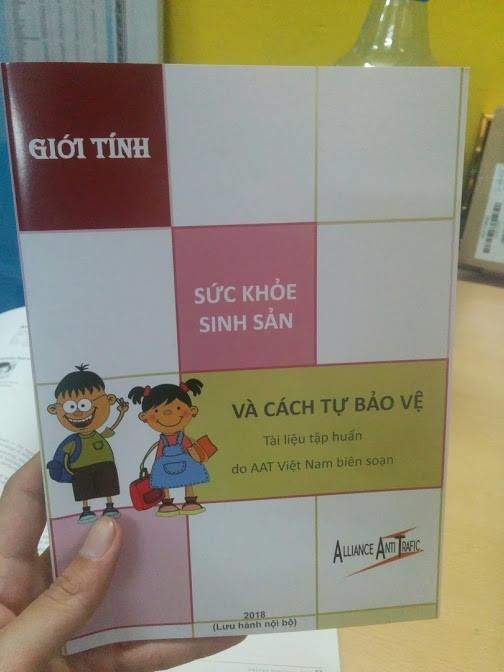 GIỚI TÍNH
SỨC KHỎE
SINH SẢN
VÀ CÁCH TỰ BẢO VỆ
Tài liệu tập huấn
do AAT Việt Nam biên soạn
ALLIANCE ANTI TRAFIC
2018
(Lưu hành nội bộ)